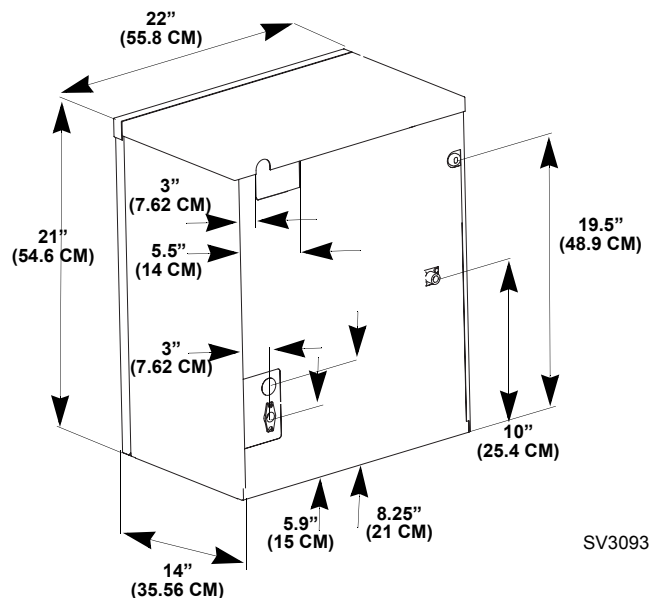 22”
(55.8 CM)
3”
(7.62 CM)
19.5”
(48.9 CM)
21”
(54.6 CM)
5.5”
(14 CM)
3”
(7.62 CM)
10”
(25.4 CM)
5.9”
(15 CM)
8.25”
(21 CM)
SV3093
14”
(35.56 CM)